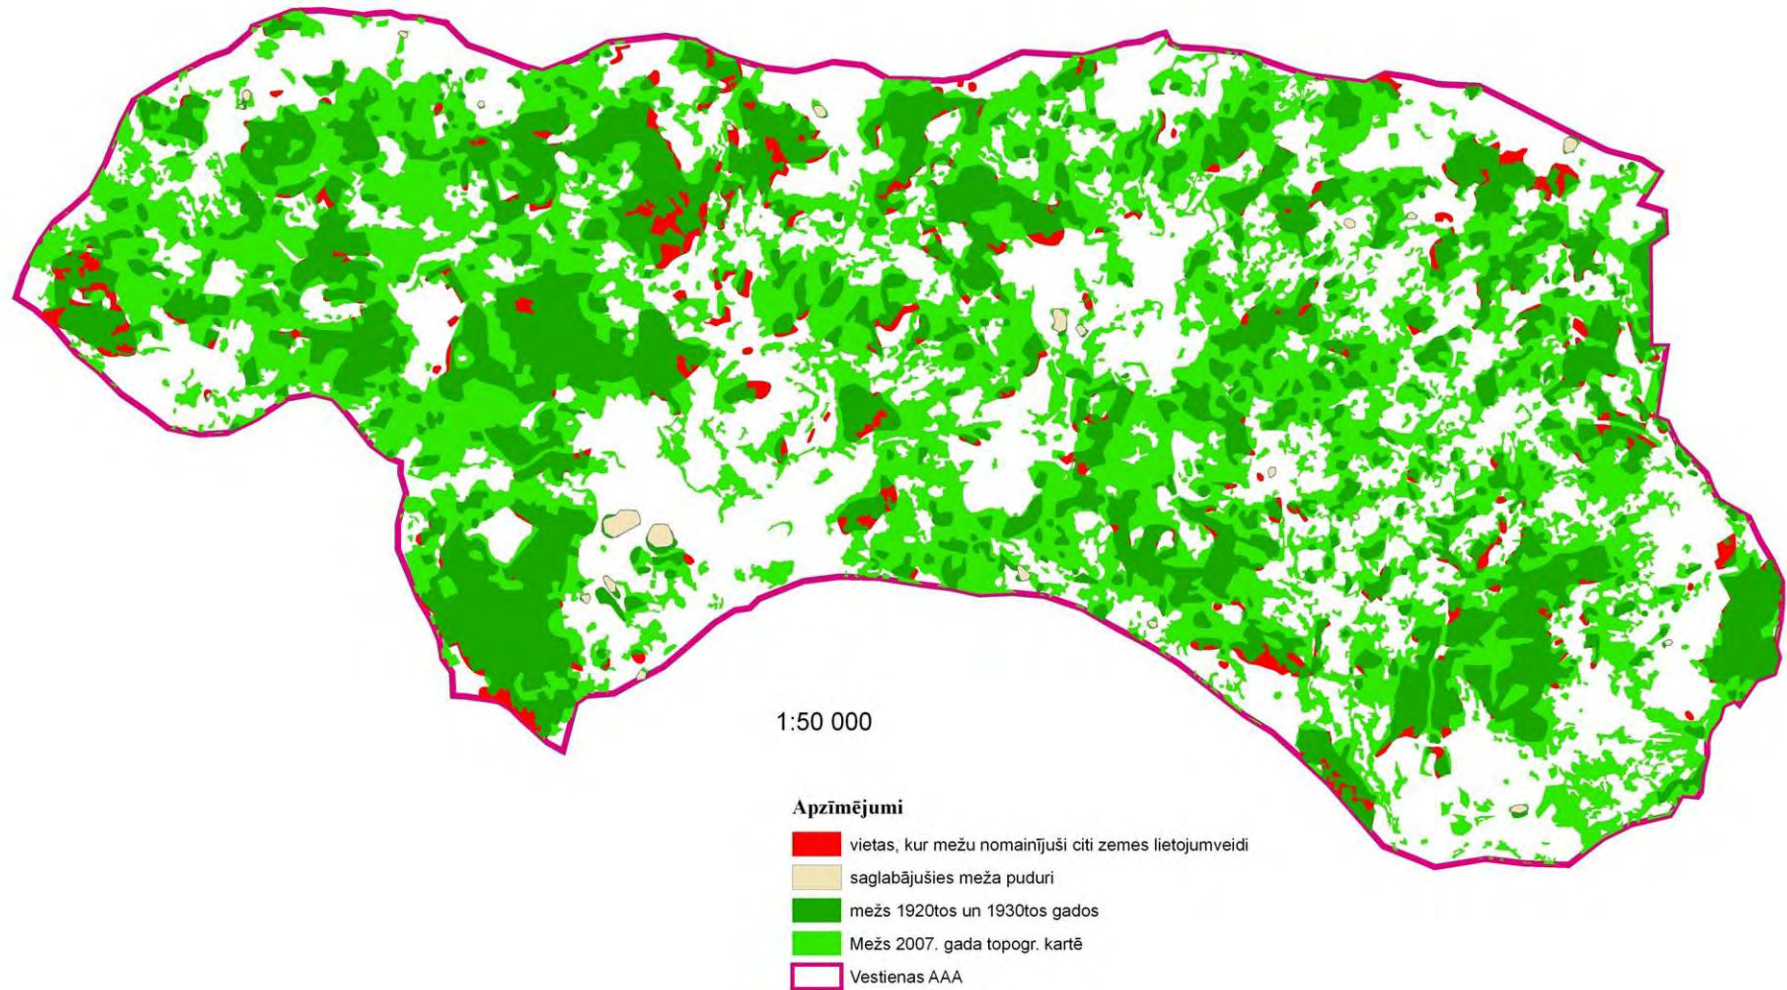 1:50 000
Apzīmējumi
vietas, kur mežu nomainījuši citi zemes lietojumveidi
saglabājušies meža puduri
mežs 1920tos un 1930tos gados
Mežs 2007. gada topogr. kartē
Vestienas AAA